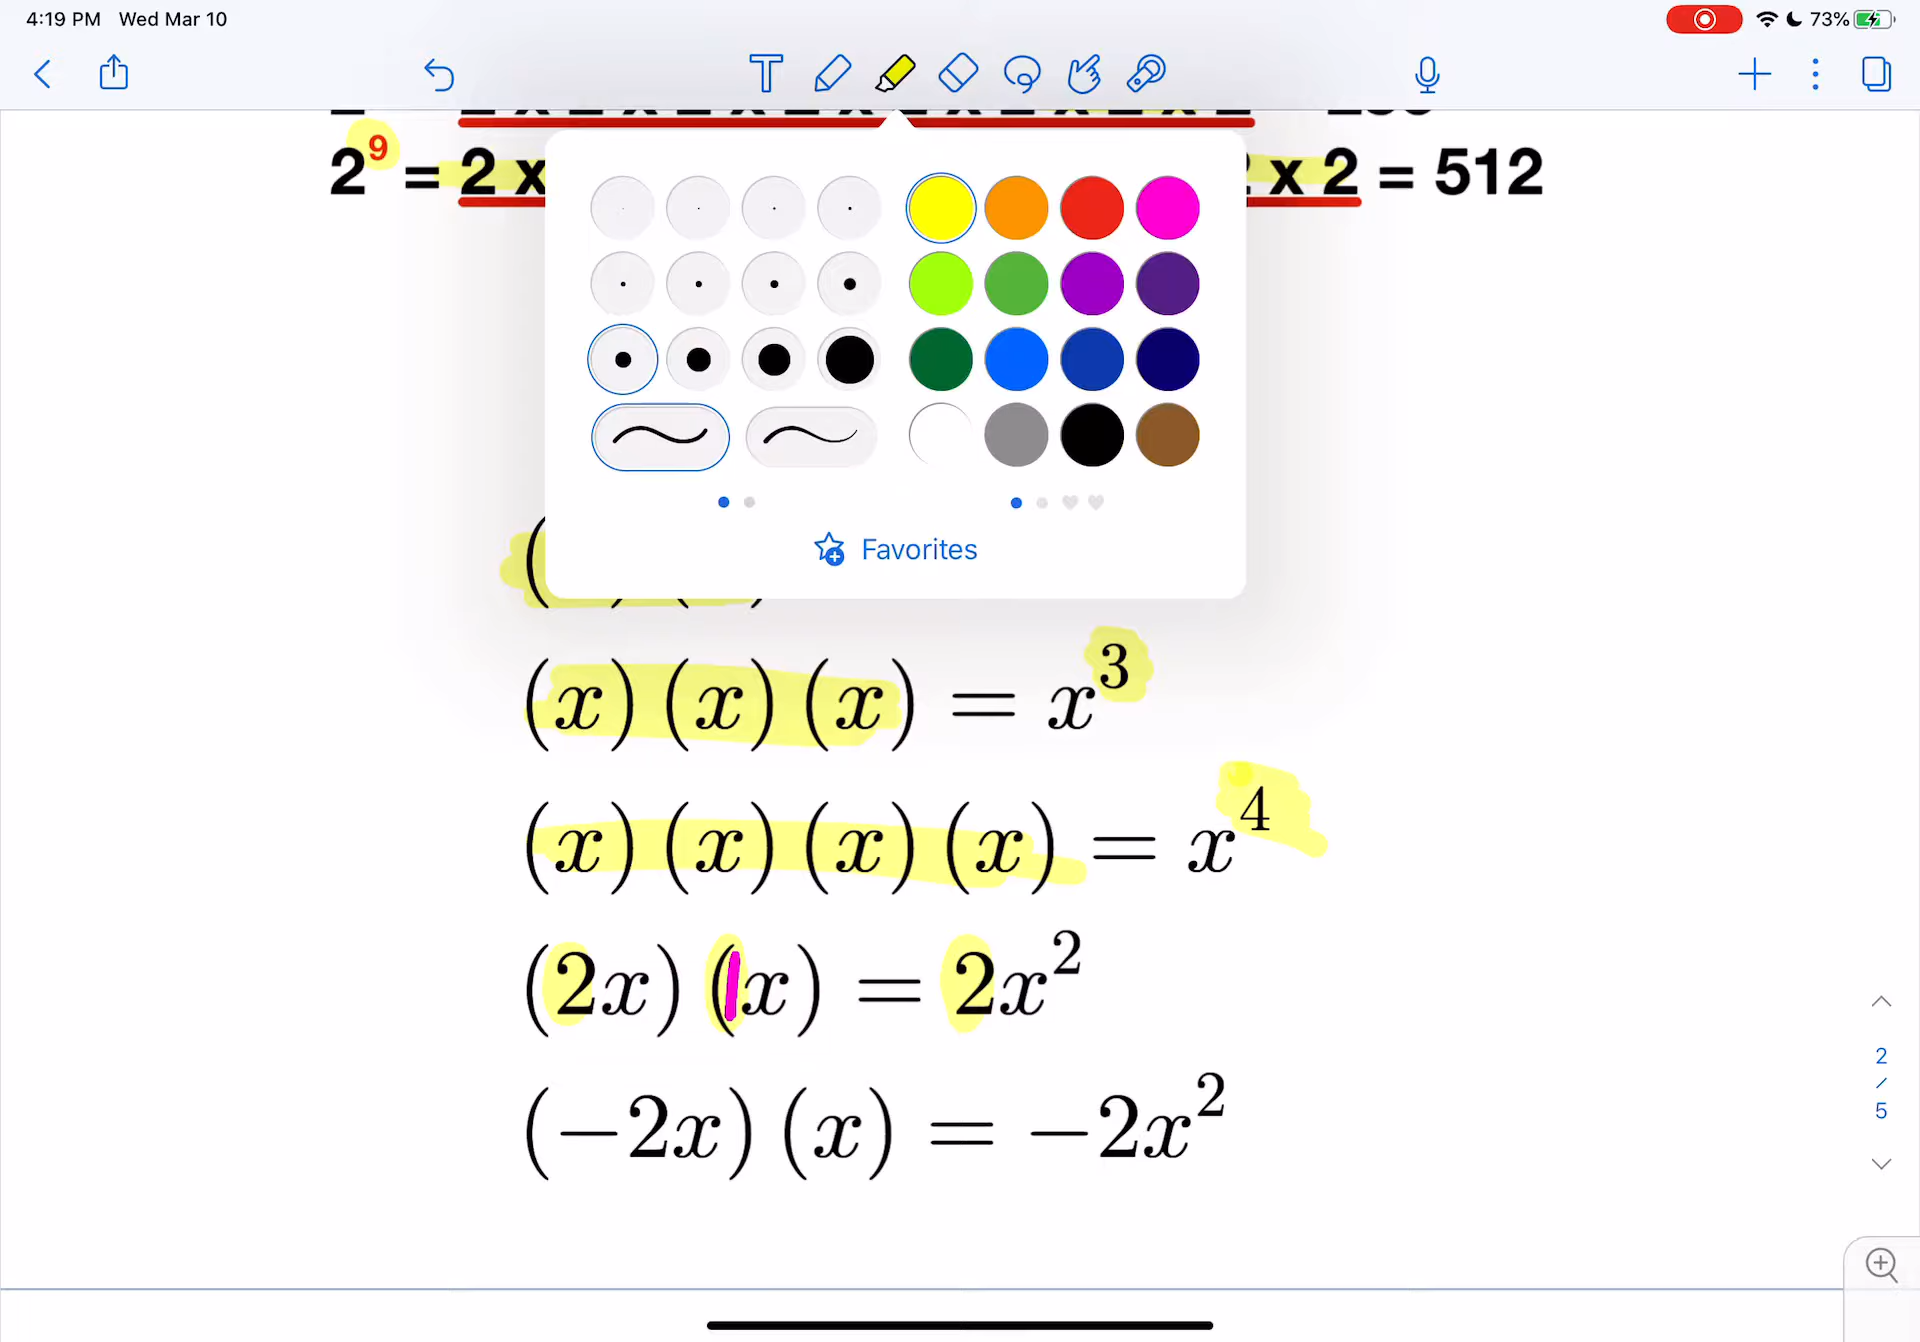 4:19 PM Wed Mar 10
73%
2⁹ = 2 x x 2 = 512
Favorites
(x)(x)(x) = x³
(x)(x)(x)(x) = x⁴
(2x)(1x) = 2x²
(−2x)(x) = −2x²
2
/
5